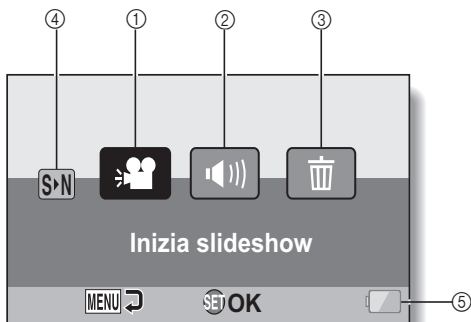 ④ ① ② ③
S▸N
Inizia slideshow
MENU SET OK ⑤